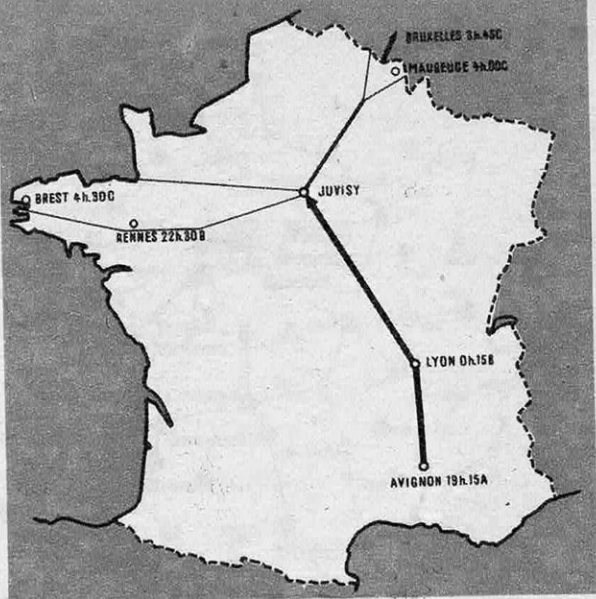 BRUXELLES 3h.45C
MAUBEUGE 4h.00C
JUVISY
BREST 4h.30C
RENNES 22h.30B
LYON 0h.15B
AVIGNON 19h.15A